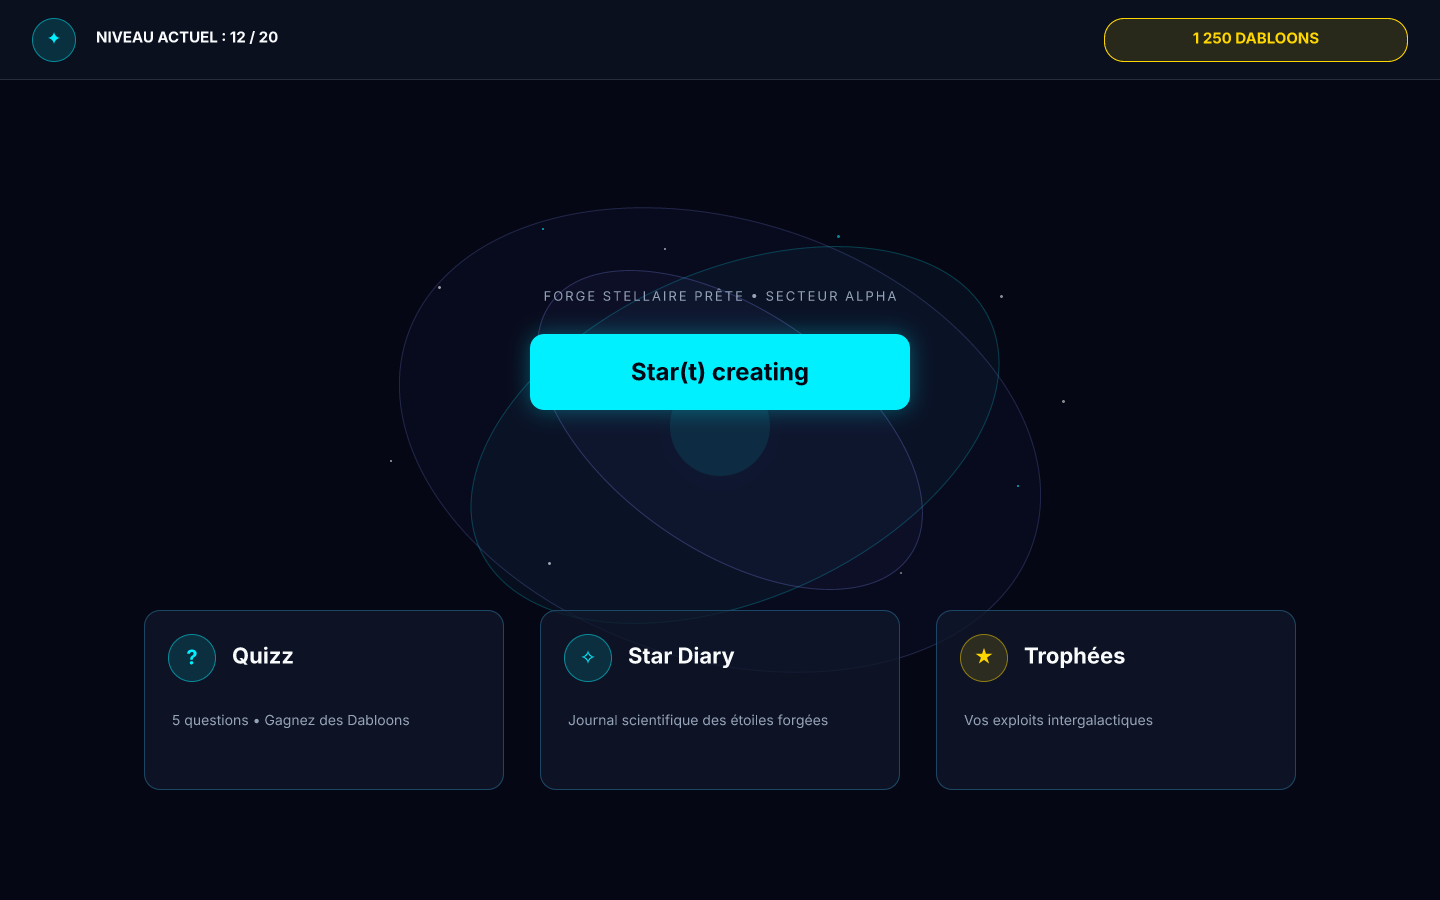 NIVEAU ACTUEL : 12 / 20
1 250 DABLOONS
FORGE STELLAIRE PRÊTE • SECTEUR ALPHA
Star(t) creating
? Quizz
5 questions • Gagnez des Dabloons
Star Diary
Journal scientifique des étoiles forgées
Trophées
Vos exploits intergalactiques